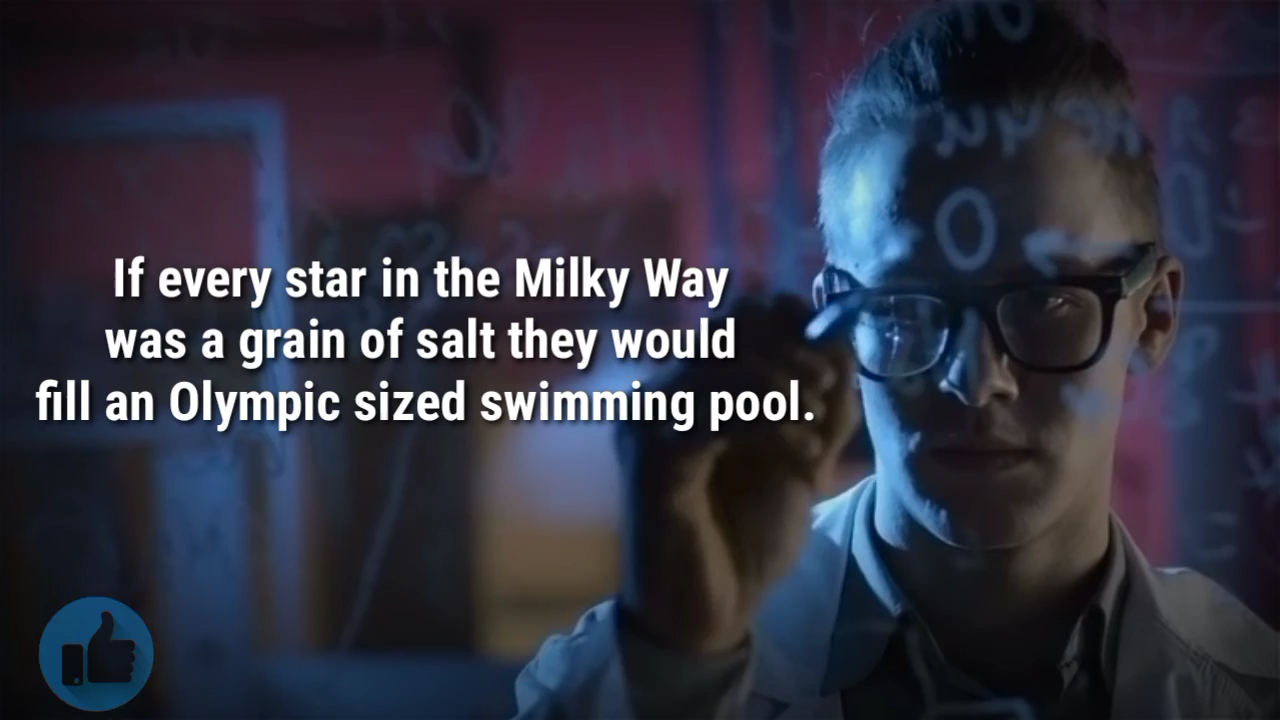 If every star in the Milky Way
was a grain of salt they would
fill an Olympic sized swimming pool.